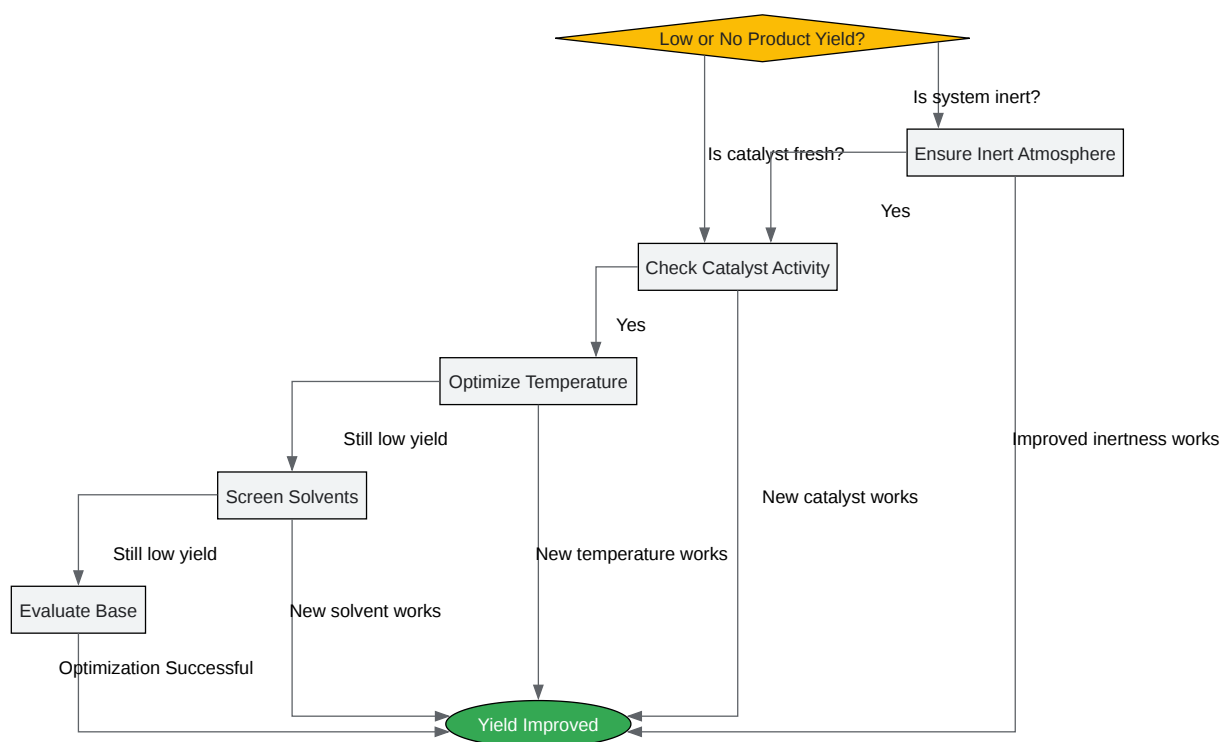 Low or No Product Yield?
Is system inert?
Is catalyst fresh?
Ensure Inert Atmosphere
Yes
Check Catalyst Activity
Yes
Optimize Temperature
Still low yield
Improved inertness works
Screen Solvents
New catalyst works
Still low yield
New temperature works
Evaluate Base
New solvent works
Optimization Successful
Yield Improved